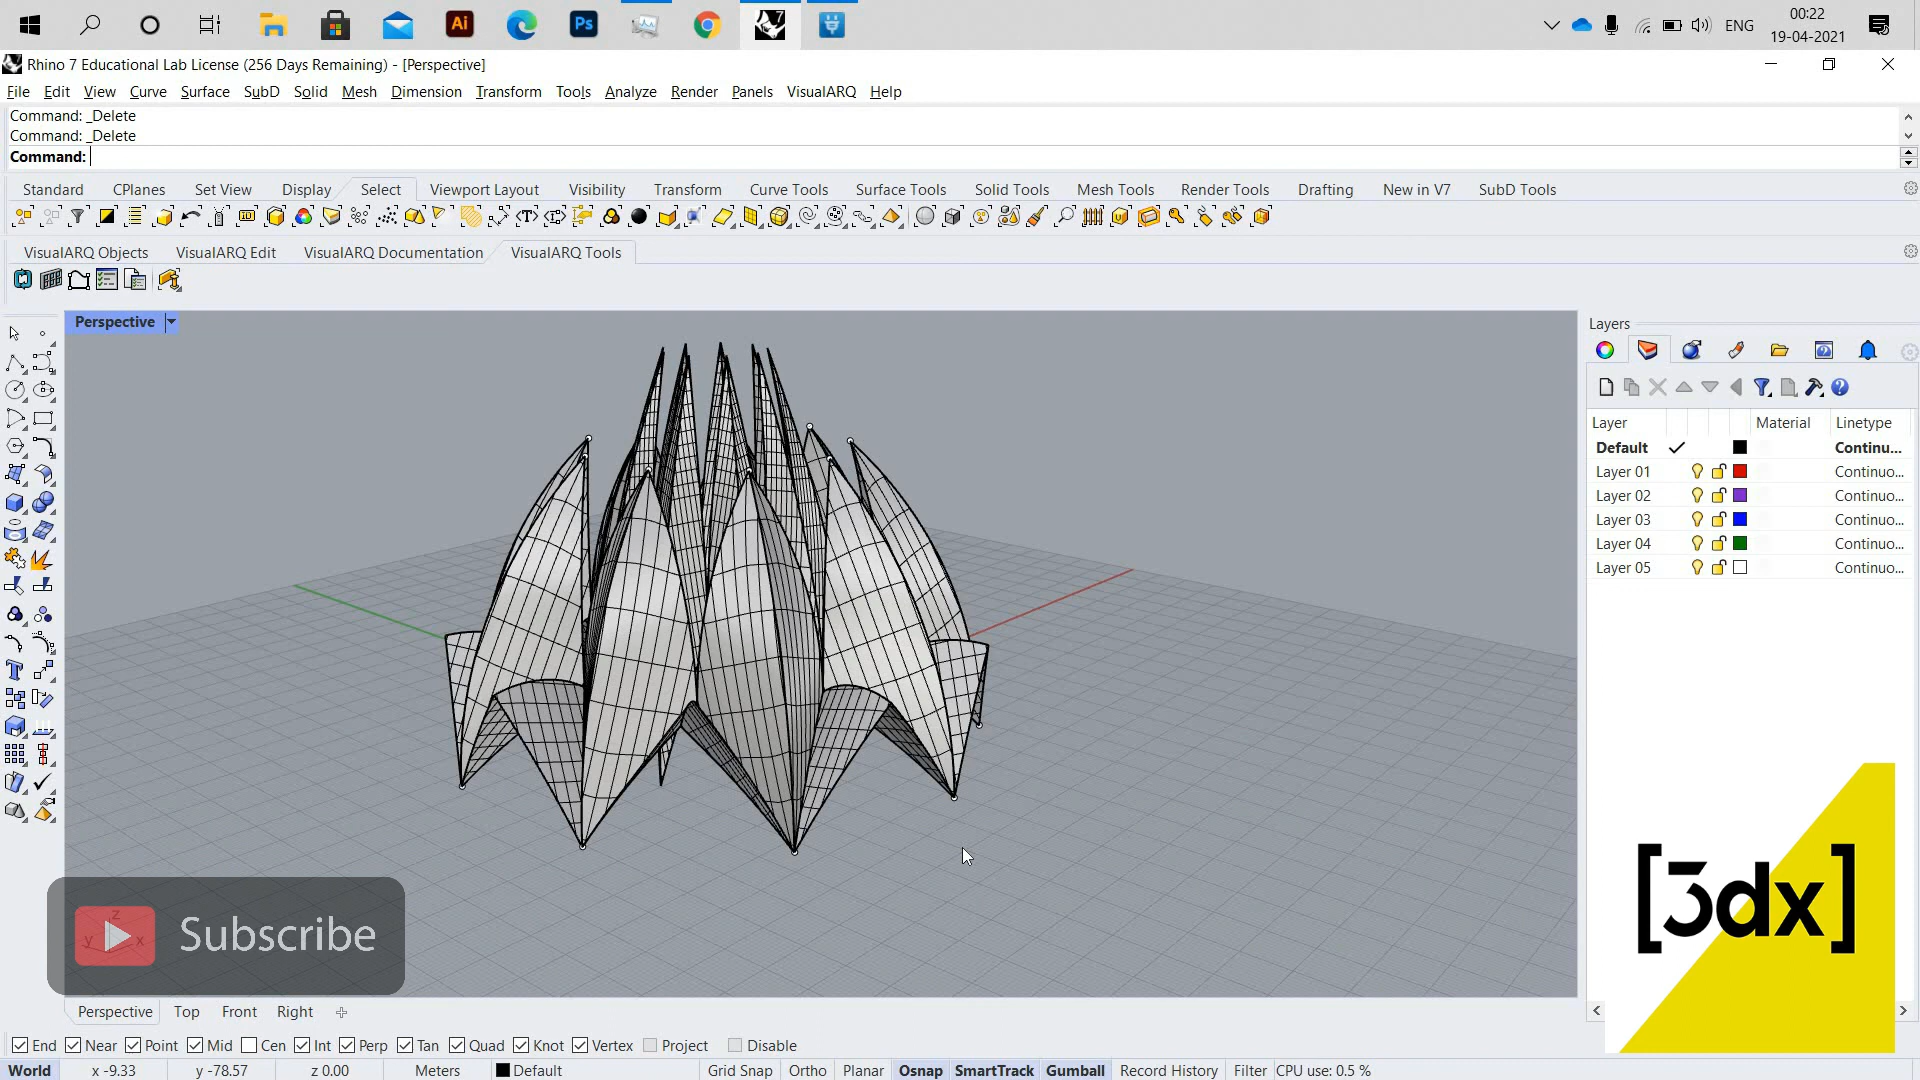 Ai
Ps
7
ENG
00:22
19-04-2021
Rhino 7 Educational Lab License (256 Days Remaining) - [Perspective]
File Edit View Curve Surface SubD Solid Mesh Dimension Transform Tools Analyze Render Panels VisualARQ Help
Command: _Delete
Command: _Delete
Command:
Standard CPlanes Set View Display Select Viewport Layout Visibility Transform Curve Tools Surface Tools Solid Tools Mesh Tools Render Tools Drafting New in V7 SubD Tools
VisualARQ Objects VisualARQ Edit VisualARQ Documentation VisualARQ Tools
Perspective
Layers
Layer Material Linetype
Default Continu...
Layer 01 Continuo...
Layer 02 Continuo...
Layer 03 Continuo...
Layer 04 Continuo...
Layer 05 Continuo...
[3dx]
z
y x
Subscribe
Perspective Top Front Right
End Near Point Mid Cen Int Perp Tan Quad Knot Vertex Project Disable
World x -9.33 y -78.57 z 0.00 Meters Default Grid Snap Ortho Planar Osnap SmartTrack Gumball Record History Filter CPU use: 0.5 %